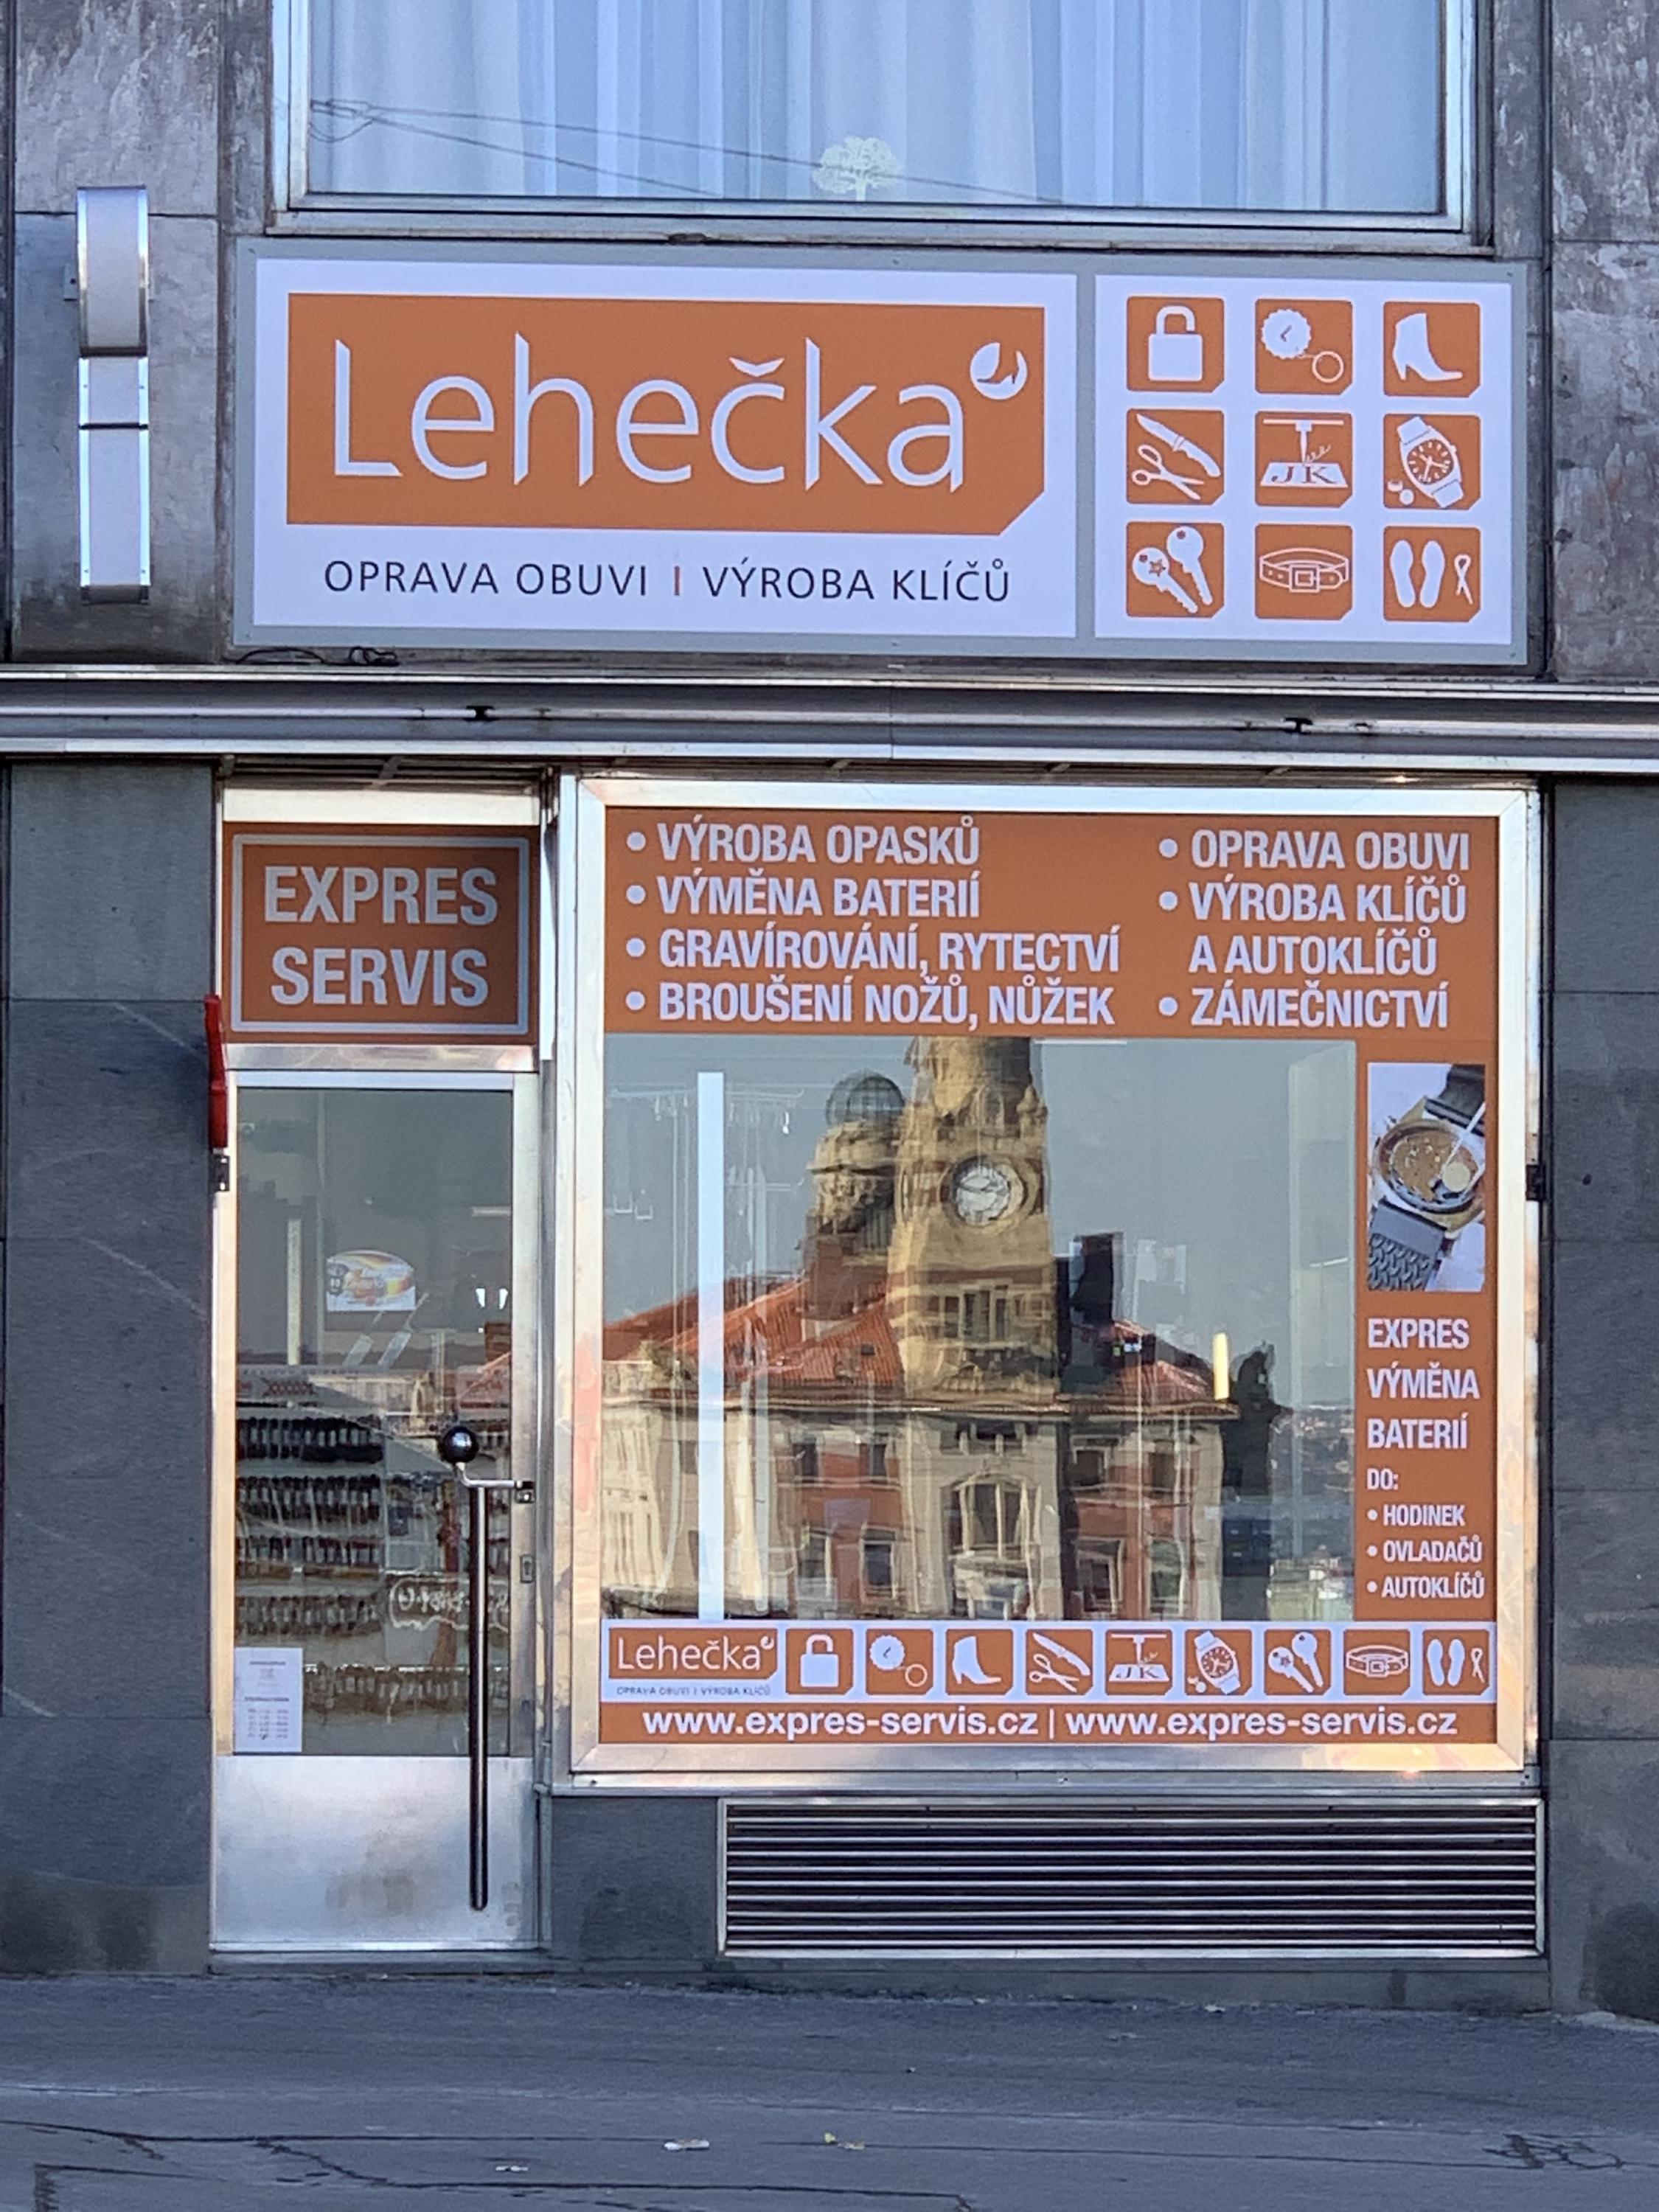 Lehečka
OPRAVA OBUVI | VÝROBA KLÍČŮ
JK
EXPRES
SERVIS
• VÝROBA OPASKŮ
• VÝMĚNA BATERIÍ
• GRAVÍROVÁNÍ, RYTECTVÍ
• BROUŠENÍ NOŽŮ, NŮŽEK
• OPRAVA OBUVI
• VÝROBA KLÍČŮ
A AUTOKLÍČŮ
• ZÁMEČNICTVÍ
EXPRES
VÝMĚNA
BATERIÍ
DO:
• HODINEK
• OVLADAČŮ
• AUTOKLÍČŮ
Lehečka
OPRAVA OBUVI | VÝROBA KLÍČŮ
JK
www.expres-servis.cz | www.expres-servis.cz